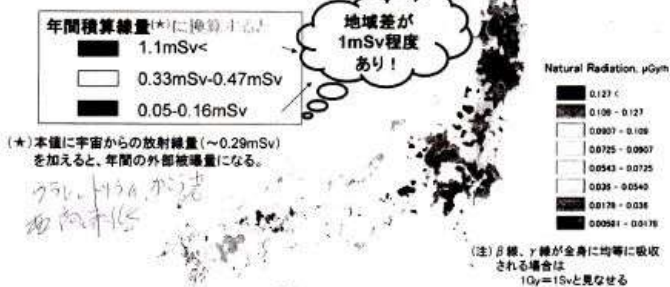 年間積算線量(★)に換算すると
1.1mSv<
0.33mSv-0.47mSv
0.05-0.16mSv
地域差が
1mSv程度
あり！
(★)本値に宇宙からの放射線量(～0.29mSv)
を加えると、年間の外部被曝量になる。
Natural Radiation, μGy/h
0.127 <
0.109 - 0.127
0.0907 - 0.109
0.0725 - 0.0907
0.0543 - 0.0725
0.036 - 0.0540
0.0178 - 0.036
0.00581 - 0.0178
(注)β線、γ線が全身に均等に吸収
される場合は
1Gy=1Svと見なせる